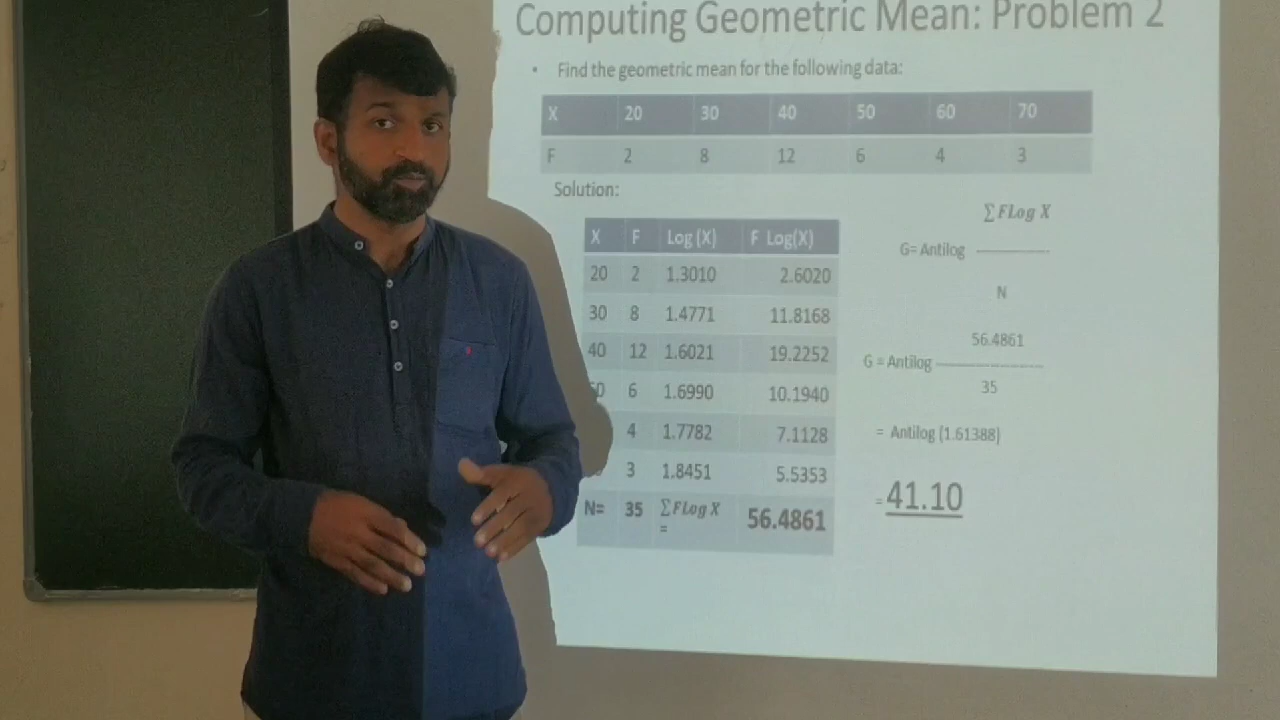 Computing Geometric Mean: Problem 2
• Find the geometric mean for the following data:
X 20 30 40 50 60 70
F 2 8 12 6 4 3
Solution:
X F Log (X) F Log(X)
20 2 1.3010 2.6020
30 8 1.4771 11.8168
40 12 1.6021 19.2252
6 1.6990 10.1940
4 1.7782 7.1128
3 1.8451 5.5353
N= 35 ∑FLog X = 56.4861
∑ FLog X
G= Antilog ----------
N
56.4861
G = Antilog ----------
35
= Antilog (1.61388)
= 41.10